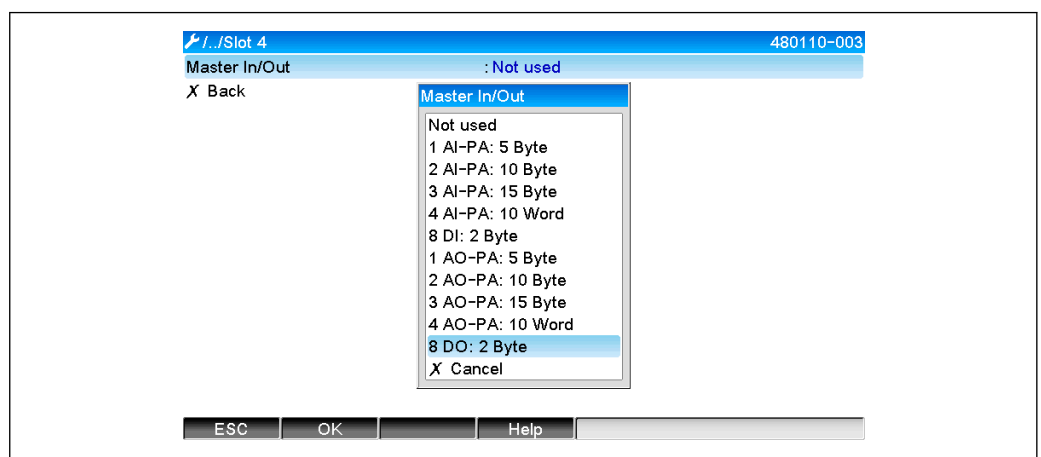 /../Slot 4 480110-003
Master In/Out : Not used
X Back
Master In/Out
Not used
1 AI-PA: 5 Byte
2 AI-PA: 10 Byte
3 AI-PA: 15 Byte
4 AI-PA: 10 Word
8 DI: 2 Byte
1 AO-PA: 5 Byte
2 AO-PA: 10 Byte
3 AO-PA: 15 Byte
4 AO-PA: 10 Word
8 DO: 2 Byte
X Cancel
ESC OK Help